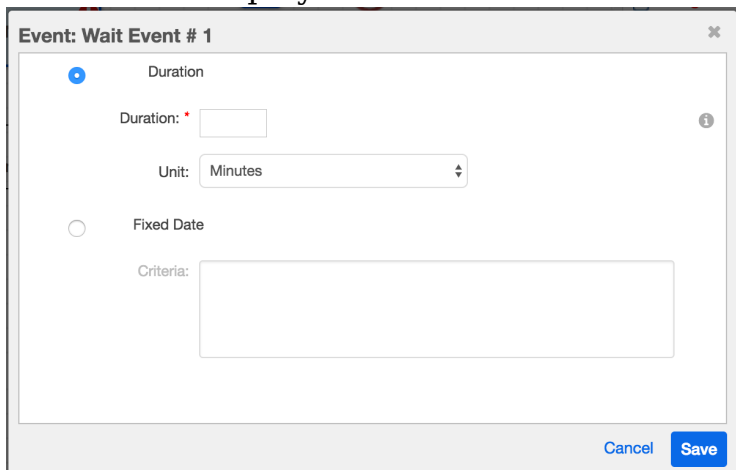 Event: Wait Event # 1
Duration
Duration: *
Unit: Minutes
Fixed Date
Criteria:
Cancel Save